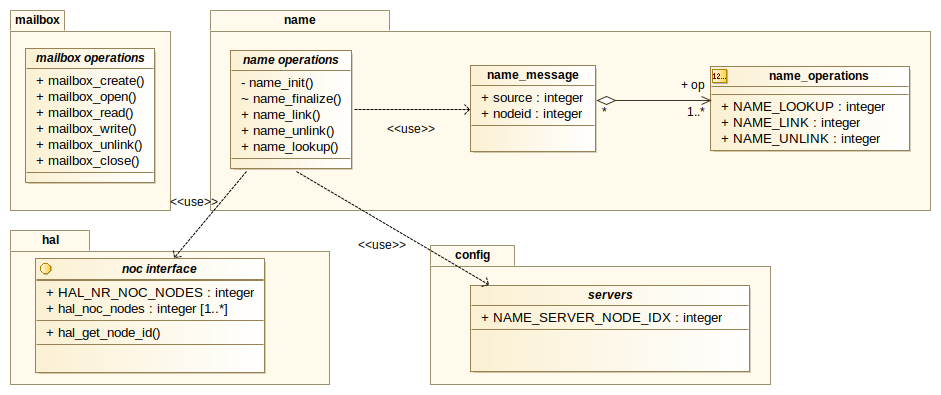 mailbox
mailbox operations
+ mailbox_create()
+ mailbox_open()
+ mailbox_read()
+ mailbox_write()
+ mailbox_unlink()
+ mailbox_close()
name
name operations
- name_init()
~ name_finalize()
+ name_link()
+ name_unlink()
+ name_lookup()
<<use>>
name_message
+ source : integer
+ nodeid : integer
*
+ op
1..*
12...
name_operations
+ NAME_LOOKUP : integer
+ NAME_LINK : integer
+ NAME_UNLINK : integer
<<use>>
<<use>>
hal
noc interface
+ HAL_NR_NOC_NODES : integer
+ hal_noc_nodes : integer [1..*]
+ hal_get_node_id()
config
servers
+ NAME_SERVER_NODE_IDX : integer